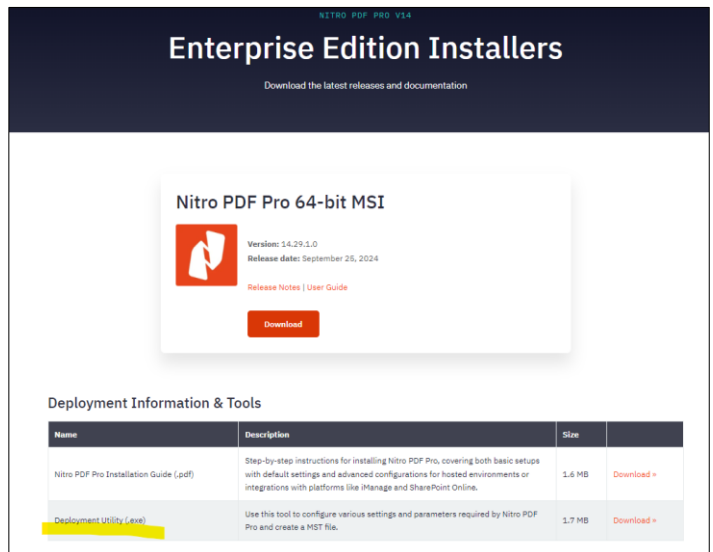 NITRO PDF PRO V14
Enterprise Edition Installers
Download the latest releases and documentation
Nitro PDF Pro 64-bit MSI
Version: 14.29.1.0
Release date: September 25, 2024
Release Notes | User Guide
Download
Deployment Information & Tools
Name Description Size
Step-by-step instructions for installing Nitro PDF Pro, covering both basic setups
Nitro PDF Pro Installation Guide (.pdf) with default settings and advanced configurations for hosted environments or 1.6 MB Download »
integrations with platforms like iManage and SharePoint Online.
Deployment Utility (.exe) Use this tool to configure various settings and parameters required by Nitro PDF 1.7 MB Download »
Pro and create a MST file.